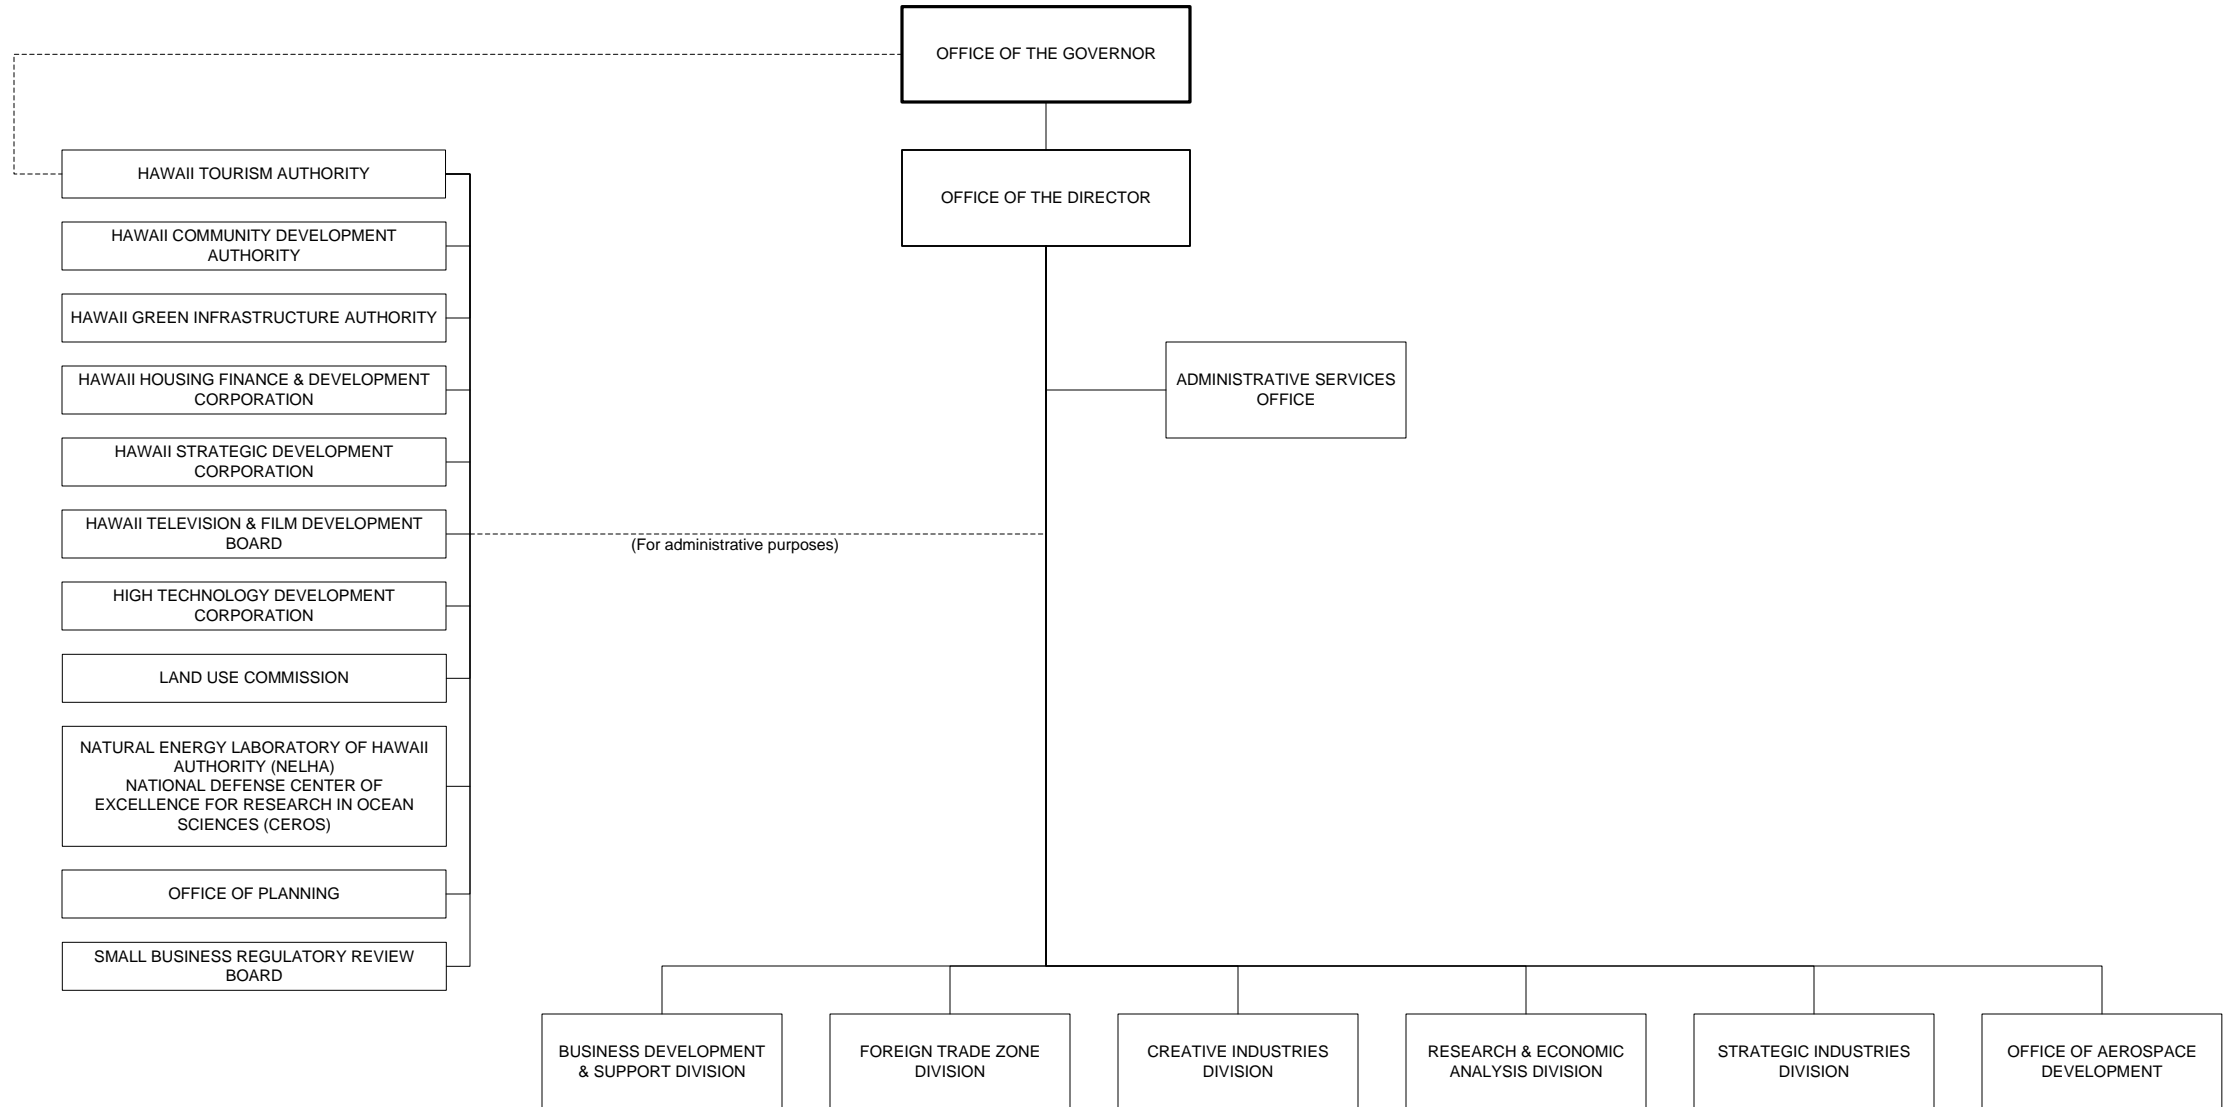 OFFICE OF THE GOVERNOR
OFFICE OF THE DIRECTOR
HAWAII TOURISM AUTHORITY
HAWAII COMMUNITY DEVELOPMENT
AUTHORITY
HAWAII GREEN INFRASTRUCTURE AUTHORITY
HAWAII HOUSING FINANCE & DEVELOPMENT
CORPORATION
HAWAII STRATEGIC DEVELOPMENT
CORPORATION
HAWAII TELEVISION & FILM DEVELOPMENT
BOARD
HIGH TECHNOLOGY DEVELOPMENT
CORPORATION
LAND USE COMMISSION
NATURAL ENERGY LABORATORY OF HAWAII
AUTHORITY (NELHA)
NATIONAL DEFENSE CENTER OF
EXCELLENCE FOR RESEARCH IN OCEAN
SCIENCES (CEROS)
OFFICE OF PLANNING
SMALL BUSINESS REGULATORY REVIEW
BOARD
(For administrative purposes)
ADMINISTRATIVE SERVICES
OFFICE
BUSINESS DEVELOPMENT
& SUPPORT DIVISION
FOREIGN TRADE ZONE
DIVISION
CREATIVE INDUSTRIES
DIVISION
RESEARCH & ECONOMIC
ANALYSIS DIVISION
STRATEGIC INDUSTRIES
DIVISION
OFFICE OF AEROSPACE
DEVELOPMENT